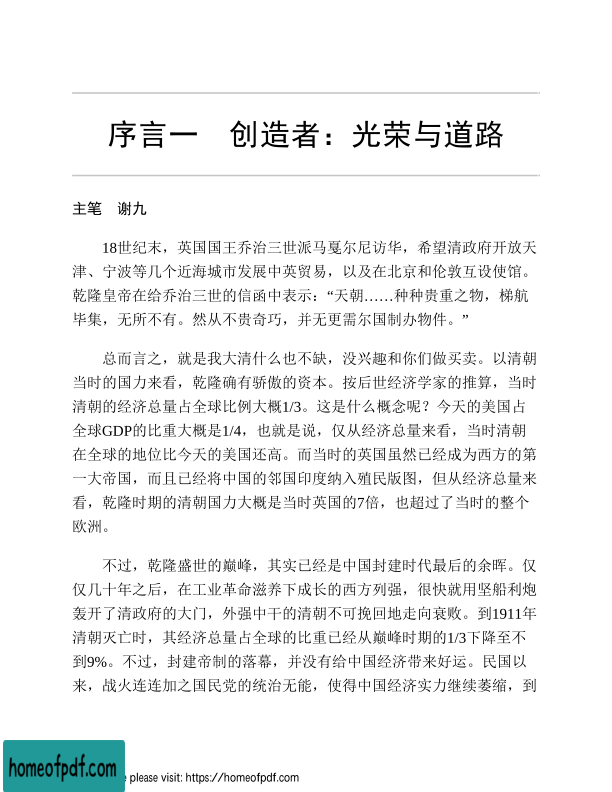 序言一　创造者：光荣与道路
主笔　谢九
18世纪末，英国国王乔治三世派马戛尔尼访华，希望清政府开放天
津、宁波等几个近海城市发展中英贸易，以及在北京和伦敦互设使馆。
乾隆皇帝在给乔治三世的信函中表示：“天朝……种种贵重之物，梯航
毕集，无所不有。然从不贵奇巧，并无更需尔国制办物件。”
总而言之，就是我大清什么也不缺，没兴趣和你们做买卖。以清朝
当时的国力来看，乾隆确有骄傲的资本。按后世经济学家的推算，当时
清朝的经济总量占全球比例大概1/3。这是什么概念呢？今天的美国占
全球GDP的比重大概是1/4，也就是说，仅从经济总量来看，当时清朝
在全球的地位比今天的美国还高。而当时的英国虽然已经成为西方的第
一大帝国，而且已经将中国的邻国印度纳入殖民版图，但从经济总量来
看，乾隆时期的清朝国力大概是当时英国的7倍，也超过了当时的整个
欧洲。
不过，乾隆盛世的巅峰，其实已经是中国封建时代最后的余晖。仅
仅几十年之后，在工业革命滋养下成长的西方列强，很快就用坚船利炮
轰开了清政府的大门，外强中干的清朝不可挽回地走向衰败。到1911年
清朝灭亡时，其经济总量占全球的比重已经从巅峰时期的1/3下降至不
到9%。不过，封建帝制的落幕，并没有给中国经济带来好运。民国以
来，战火连连加之国民党的统治无能，使得中国经济实力继续萎缩，到
homeofpdf.com
please visit: https://homeofpdf.com